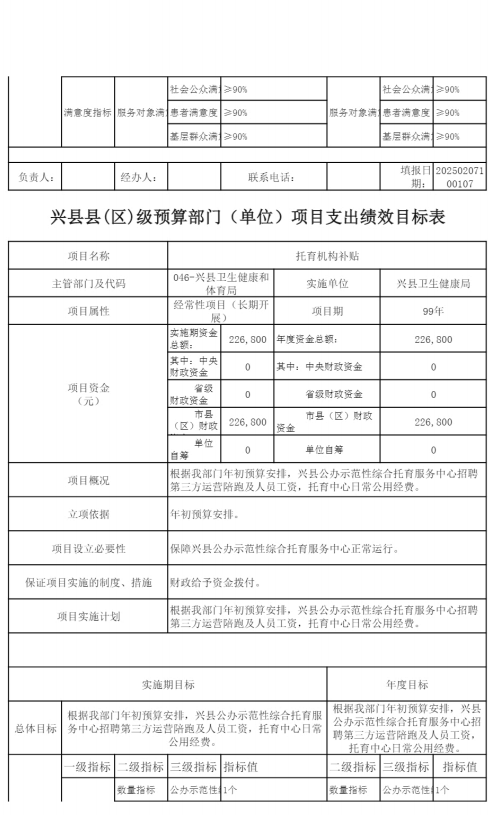 社会公众满 ≥90% 社会公众满 ≥90%
满意度指标 服务对象满 患者满意度 ≥90% 服务对象满 患者满意度 ≥90%
基层群众满 ≥90% 基层群众满 ≥90%
负责人： 经办人： 联系电话： 填报日期： 20250207100107
兴县县(区)级预算部门（单位）项目支出绩效目标表
项目名称 托育机构补贴
主管部门及代码 046-兴县卫生健康和体育局 实施单位 兴县卫生健康局
项目属性 经常性项目（长期开展） 项目期 99年
项目资金
（元）
实施期资金总额： 226,800 年度资金总额： 226,800
其中：中央财政资金 0 其中：中央财政资金 0
省级财政资金 0 省级财政资金 0
市县（区）财政 226,800 市县（区）财政资金 226,800
单位自筹 0 单位自筹 0
项目概况 根据我部门年初预算安排，兴县公办示范性综合托育服务中心招聘
第三方运营陪跑及人员工资，托育中心日常公用经费。
立项依据 年初预算安排。
项目设立必要性 保障兴县公办示范性综合托育服务中心正常运行。
保证项目实施的制度、措施 财政给予资金拨付。
项目实施计划 根据我部门年初预算安排，兴县公办示范性综合托育服务中心招聘
第三方运营陪跑及人员工资，托育中心日常公用经费。
实施期目标 年度目标
总体目标
根据我部门年初预算安排，兴县公办示范性综合托育服
务中心招聘第三方运营陪跑及人员工资，托育中心日常
公用经费。
根据我部门年初预算安排，兴县
公办示范性综合托育服务中心招
聘第三方运营陪跑及人员工资，
托育中心日常公用经费。
一级指标 二级指标 三级指标 指标值 二级指标 三级指标 指标值
数量指标 公办示范性 1个 数量指标 公办示范性 1个